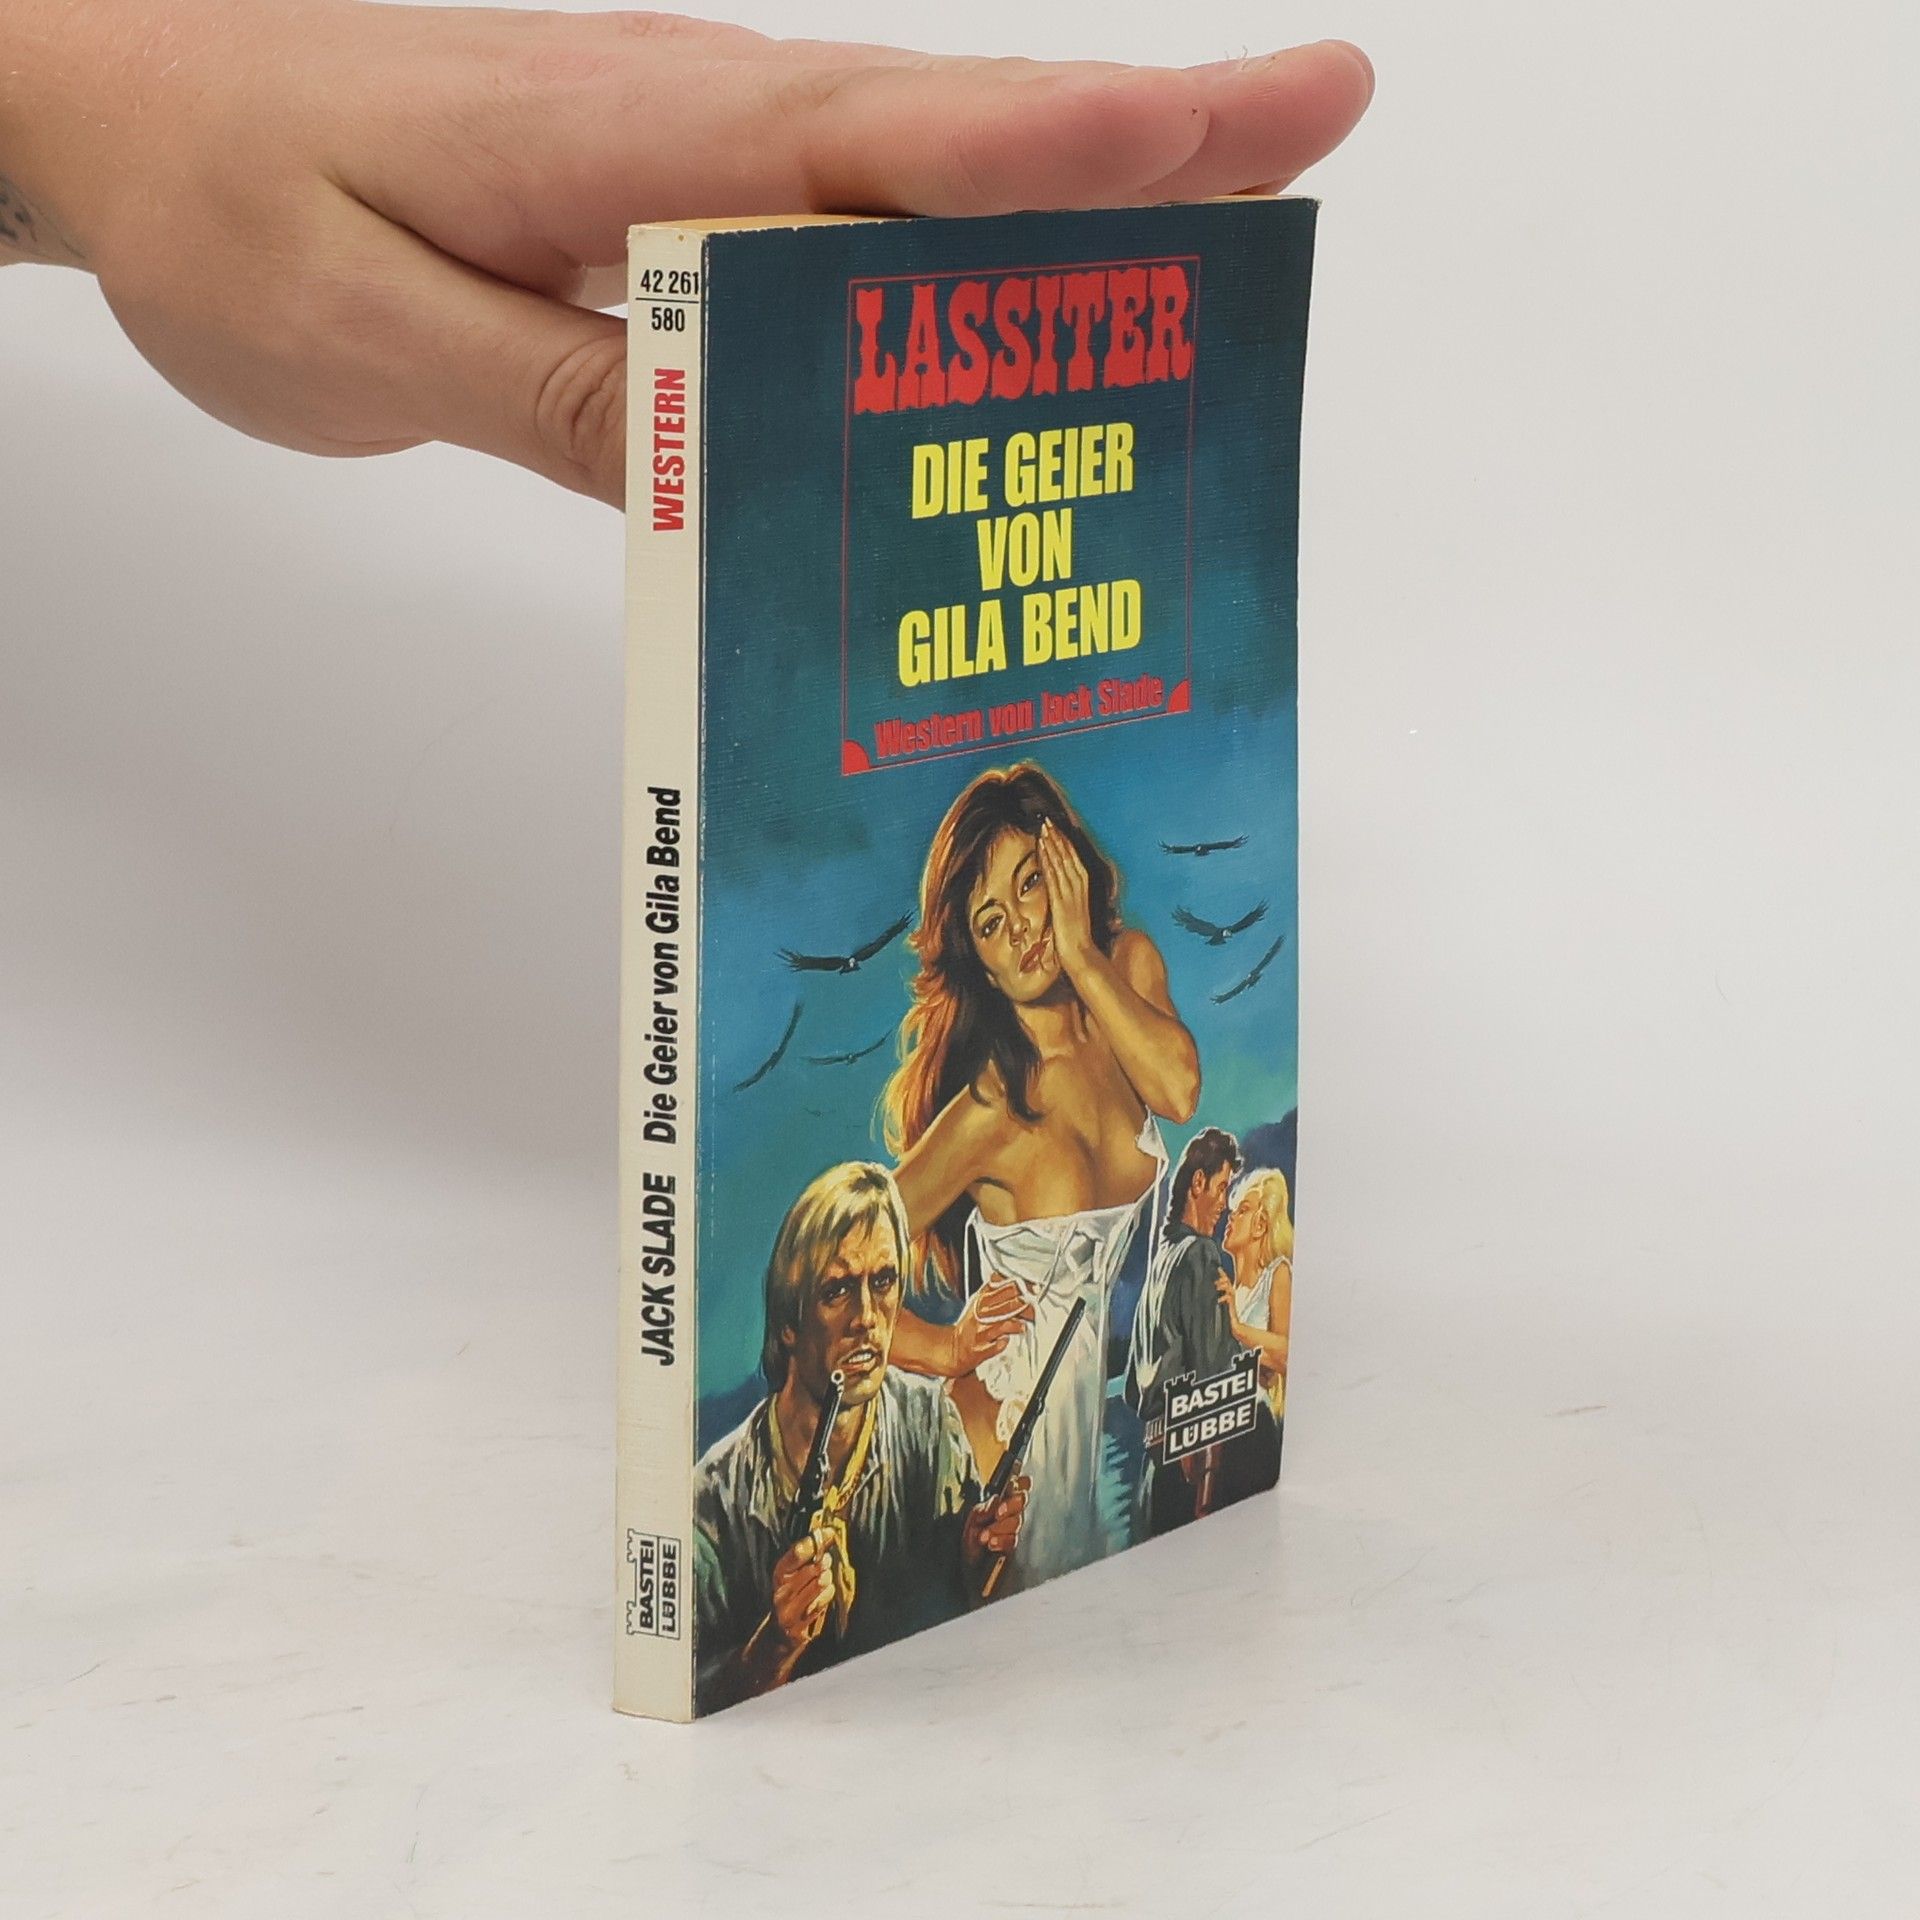 42 261
580
WESTERN
JACK SLADE Die Geier von Gila Bend
BASTEI
LÜBBE
LASSITER
DIE GEIER
VON
GILA BEND
Western von Jack Slade
BASTEI
LÜBBE